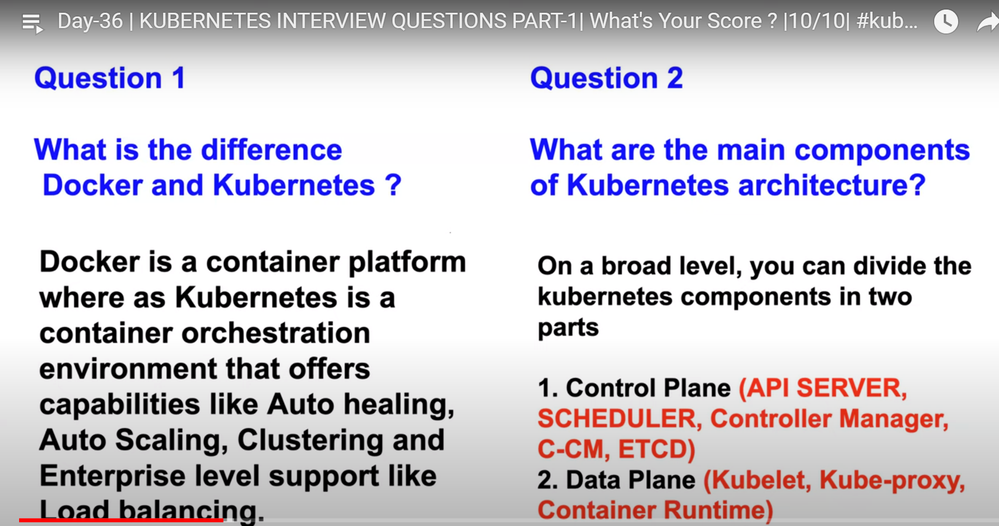 Day-36 | KUBERNETES INTERVIEW QUESTIONS PART-1| What's Your Score ? |10/10| #kub...
Question 1
What is the difference
Docker and Kubernetes ?
Docker is a container platform
where as Kubernetes is a
container orchestration
environment that offers
capabilities like Auto healing,
Auto Scaling, Clustering and
Enterprise level support like
Load balancing.
Question 2
What are the main components
of Kubernetes architecture?
On a broad level, you can divide the
kubernetes components in two
parts
1. Control Plane (API SERVER,
SCHEDULER, Controller Manager,
C-CM, ETCD)
2. Data Plane (Kubelet, Kube-proxy,
Container Runtime)